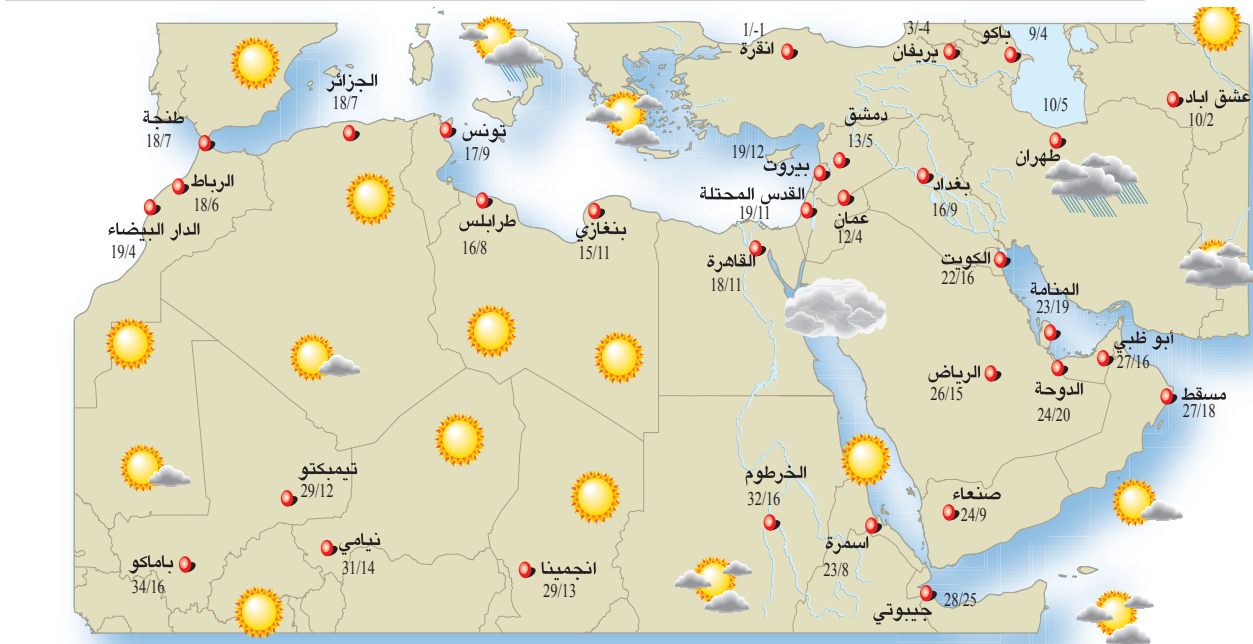 1/-1
انقرة
3/-4
يريفان
باكو
9/4
10/5
عشق اباد
10/2
طهران
الجزائر
18/7
طنجة
18/7
تونس
17/9
دمشق
13/5
19/12
بيروت
بغداد
16/9
الرباط
18/6
القدس المحتلة
19/11
عمان
12/4
الدار البيضاء
19/4
طرابلس
16/8
بنغازي
15/11
القاهرة
18/11
الكويت
22/16
المنامة
23/19
أبو ظبي
27/16
الرياض
26/15
الدوحة
24/20
مسقط
27/18
تيمبكتو
29/12
الخرطوم
32/16
صنعاء
24/9
نيامي
31/14
اسمرة
23/8
باماكو
34/16
انجمينا
29/13
28/25
جيبوتي